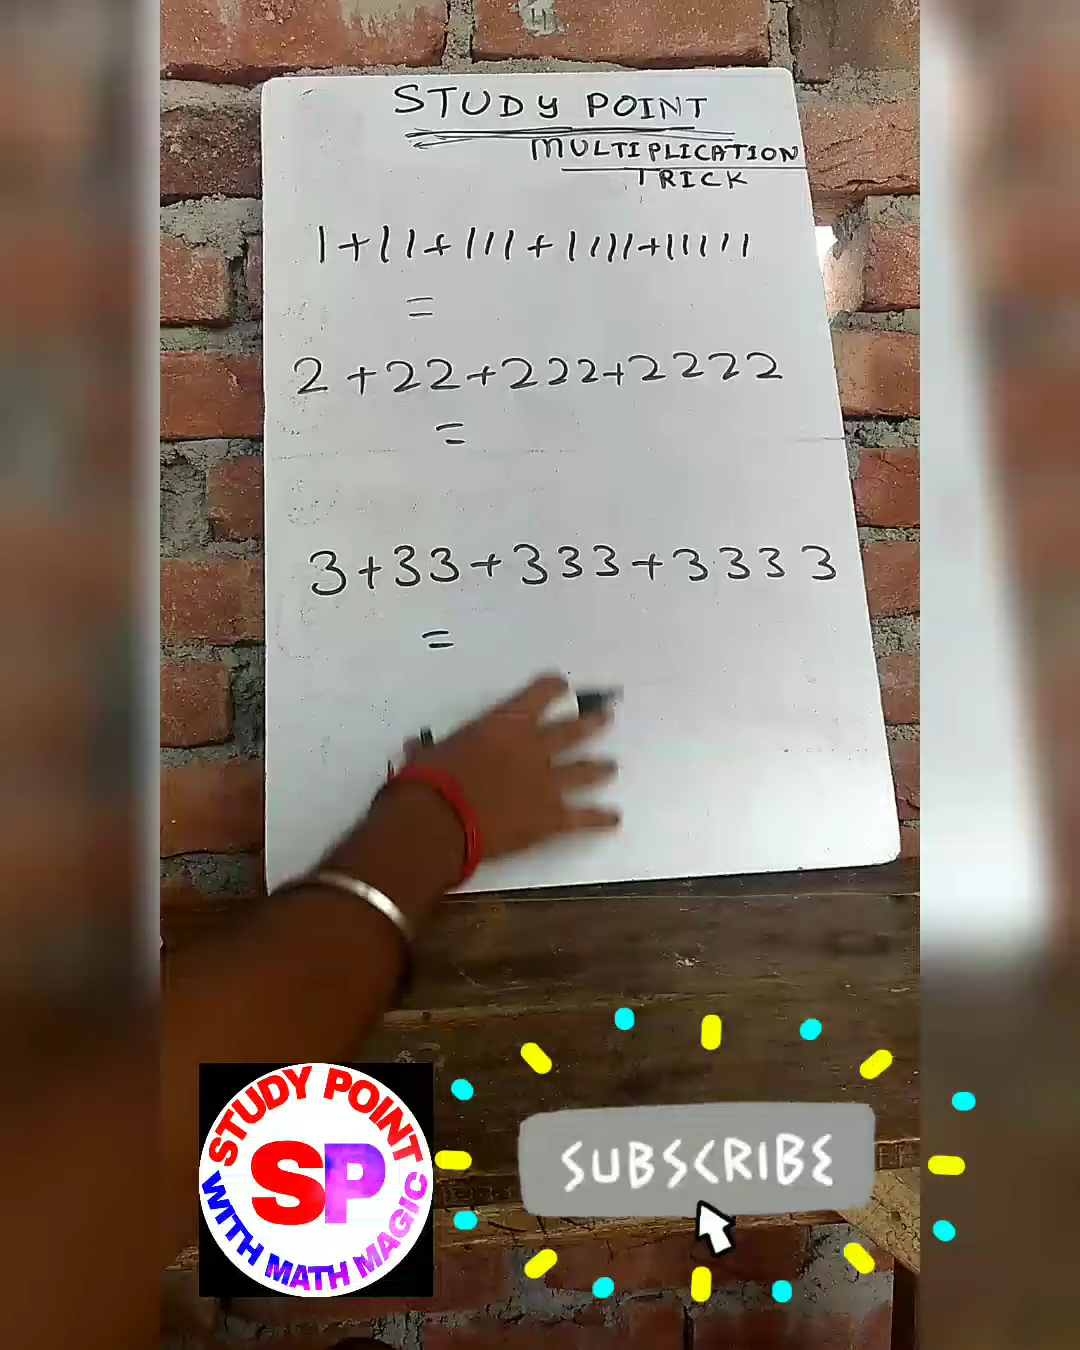 STUDY POINT
MULTIPLICATION
TRICK
1+11+111+1111+11111
=
2+22+222+2222
=
3+33+333+3333
=
STUDY POINT
SP
WITH MATH MAGIC
SUBSCRIBE